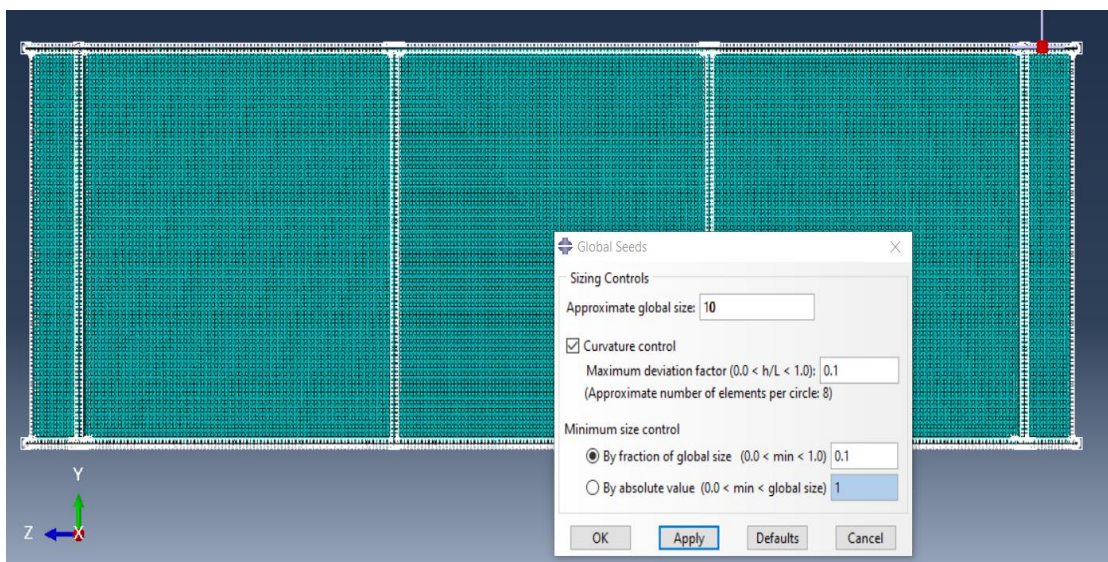 Global Seeds
Sizing Controls
Approximate global size: 10
Curvature control
Maximum deviation factor (0.0 < h/L < 1.0): 0.1
(Approximate number of elements per circle: 8)
Minimum size control
By fraction of global size (0.0 < min < 1.0) 0.1
By absolute value (0.0 < min < global size) 1
OK Apply Defaults Cancel
Y
Z X